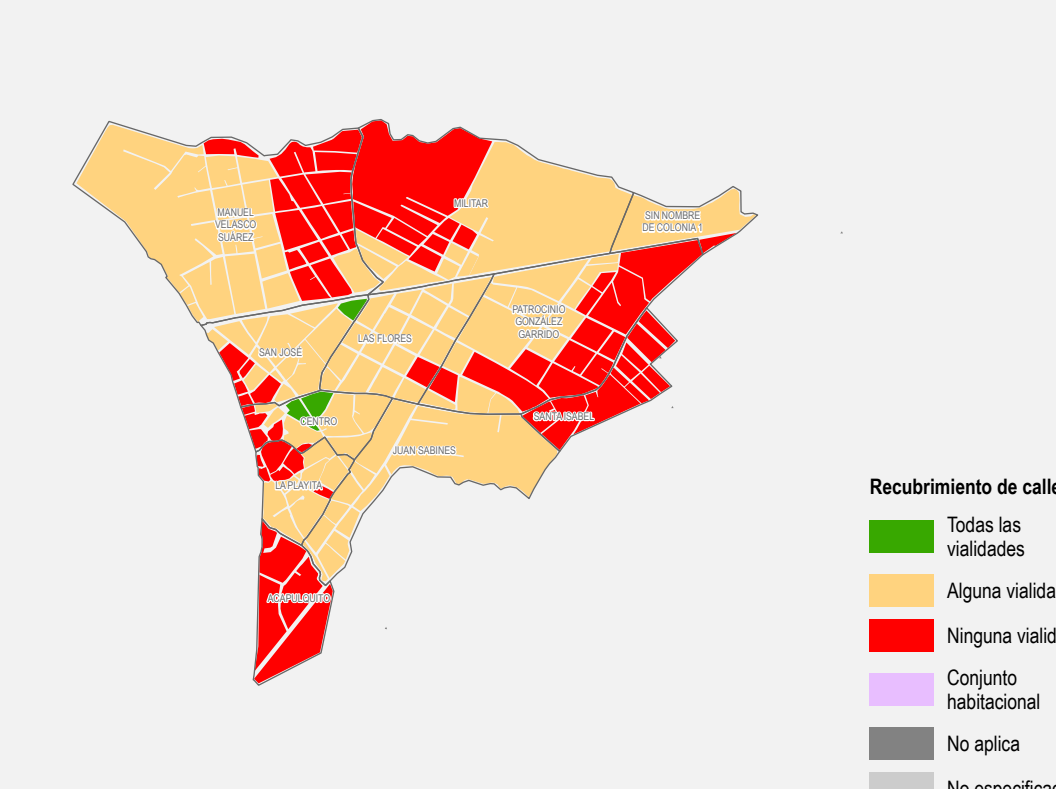 MANUEL
VELASCO
SUÁREZ
MILITAR
SIN NOMBRE
DE COLONIA 1
PATROCINIO
GONZÁLEZ
GARRIDO
LAS FLORES
SAN JOSÉ
CENTRO
SANTA ISABEL
JUAN SABINES
LA PLAYITA
ACAPULQUITO
Recubrimiento de calle
Todas las
vialidades
Alguna vialida
Ninguna vialid
Conjunto
habitacional
No aplica
No especificad